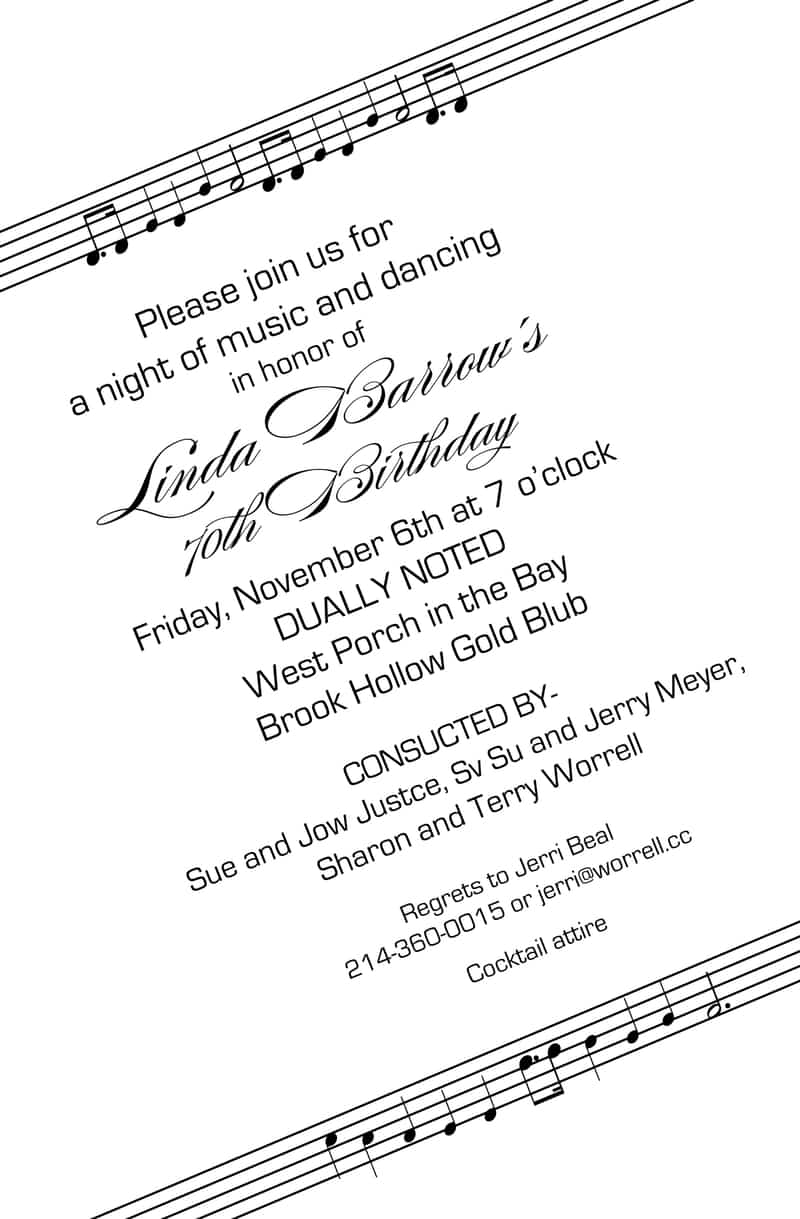 Please join us for
a night of music and dancing
in honor of
Linda Barrow's
70th Birthday
Friday, November 6th at 7 o'clock
DUALLY NOTED
West Porch in the Bay
Brook Hollow Gold Blub
CONSUCTED BY-
Sue and Jow Justce, Sv Su and Jerry Meyer,
Sharon and Terry Worrell
Regrets to Jerri Beal
214-360-0015 or jerri@worrell.cc
Cocktail attire